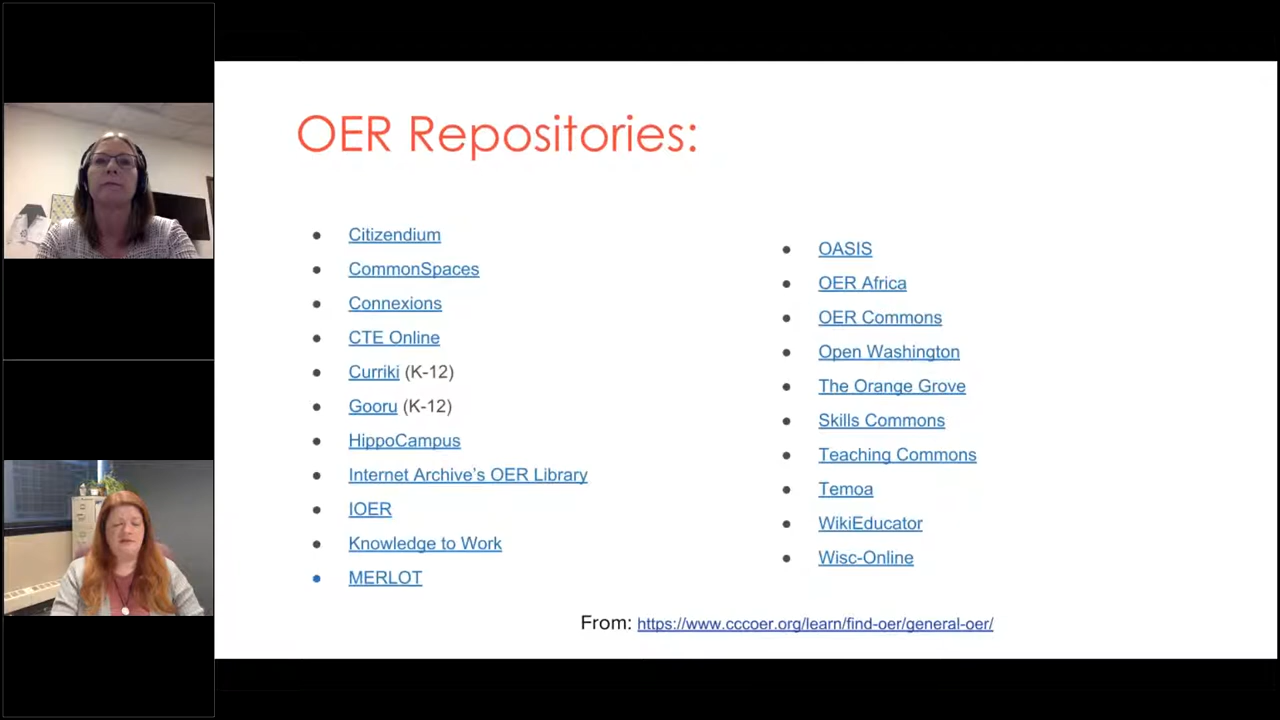 OER Repositories:
● Citizendium
● CommonSpaces
● Connexions
● CTE Online
● Curriki (K-12)
● Gooru (K-12)
● HippoCampus
● Internet Archive's OER Library
● IOER
● Knowledge to Work
● MERLOT
● OASIS
● OER Africa
● OER Commons
● Open Washington
● The Orange Grove
● Skills Commons
● Teaching Commons
● Temoa
● WikiEducator
● Wisc-Online
From: https://www.cccoer.org/learn/find-oer/general-oer/